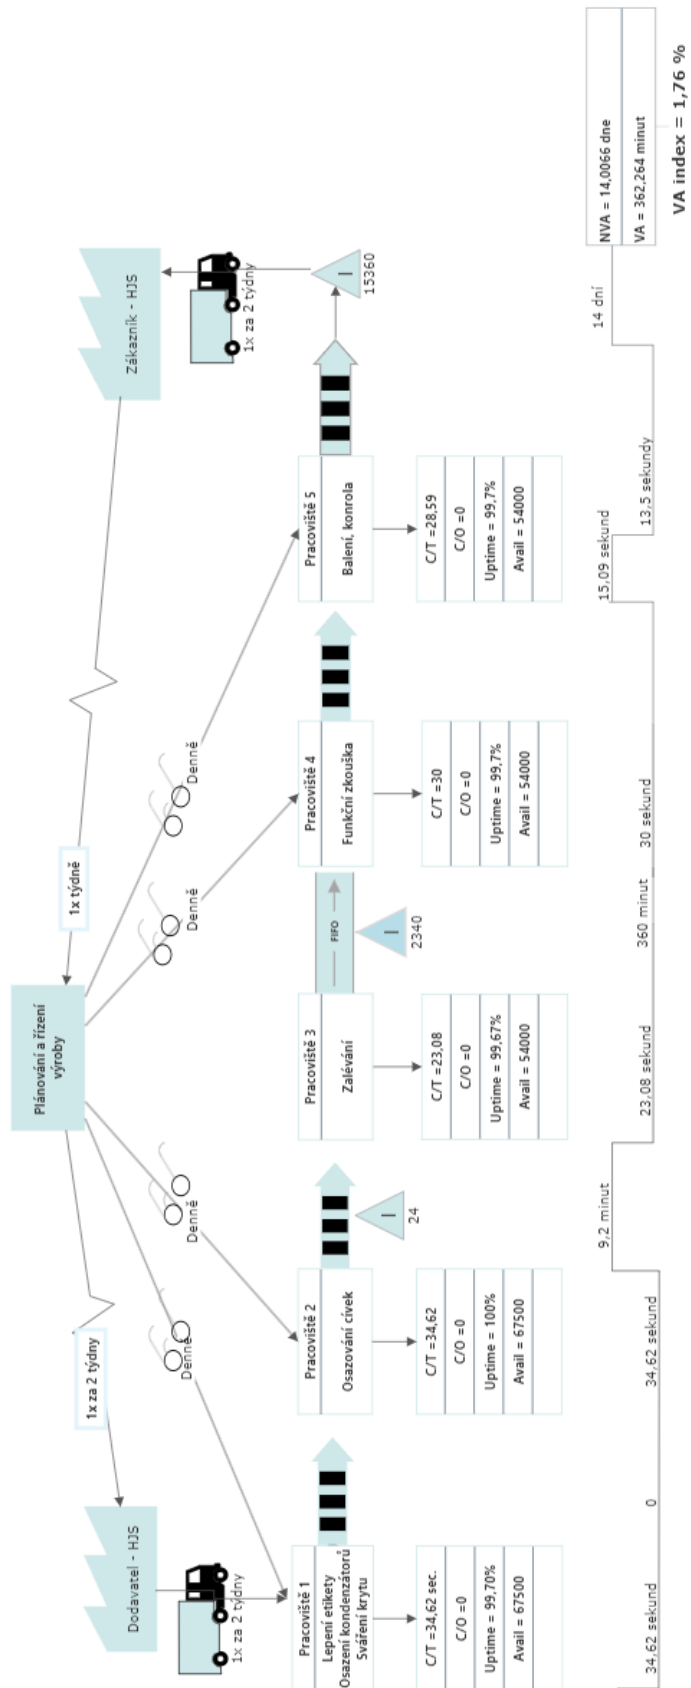 Dodavatel - HJS
1x za 2 týdny
1x za 2 týdny
Plánování a řízení
výroby
1x týdně
Zákazník - HJS
1x za 2 týdny
15360
Denně
Denně
Denně
Denně
Pracoviště 1
Lepení etikety
Osazení kondenzátorů
Sváření krytu
C/T =34,62 sec.
C/O =0
Uptime = 99,70%
Avail = 67500
Pracoviště 2
Osazování cívek
C/T =34,62
C/O =0
Uptime = 100%
Avail = 67500
I
24
Pracoviště 3
Zalévání
C/T =23,08
C/O =0
Uptime = 99,67%
Avail = 54000
FIFO
I
2340
Pracoviště 4
Funkční zkouška
C/T =30
C/O =0
Uptime = 99,7%
Avail = 54000
Pracoviště 5
Balení, konrola
C/T =28,59
C/O =0
Uptime = 99,7%
Avail = 54000
I
34,62 sekund
0
34,62 sekund
9,2 minut
23,08 sekund
360 minut
30 sekund
15,09 sekund
13,5 sekundy
14 dní
NVA = 14,0066 dne
VA = 362,264 minut
VA index = 1,76 %